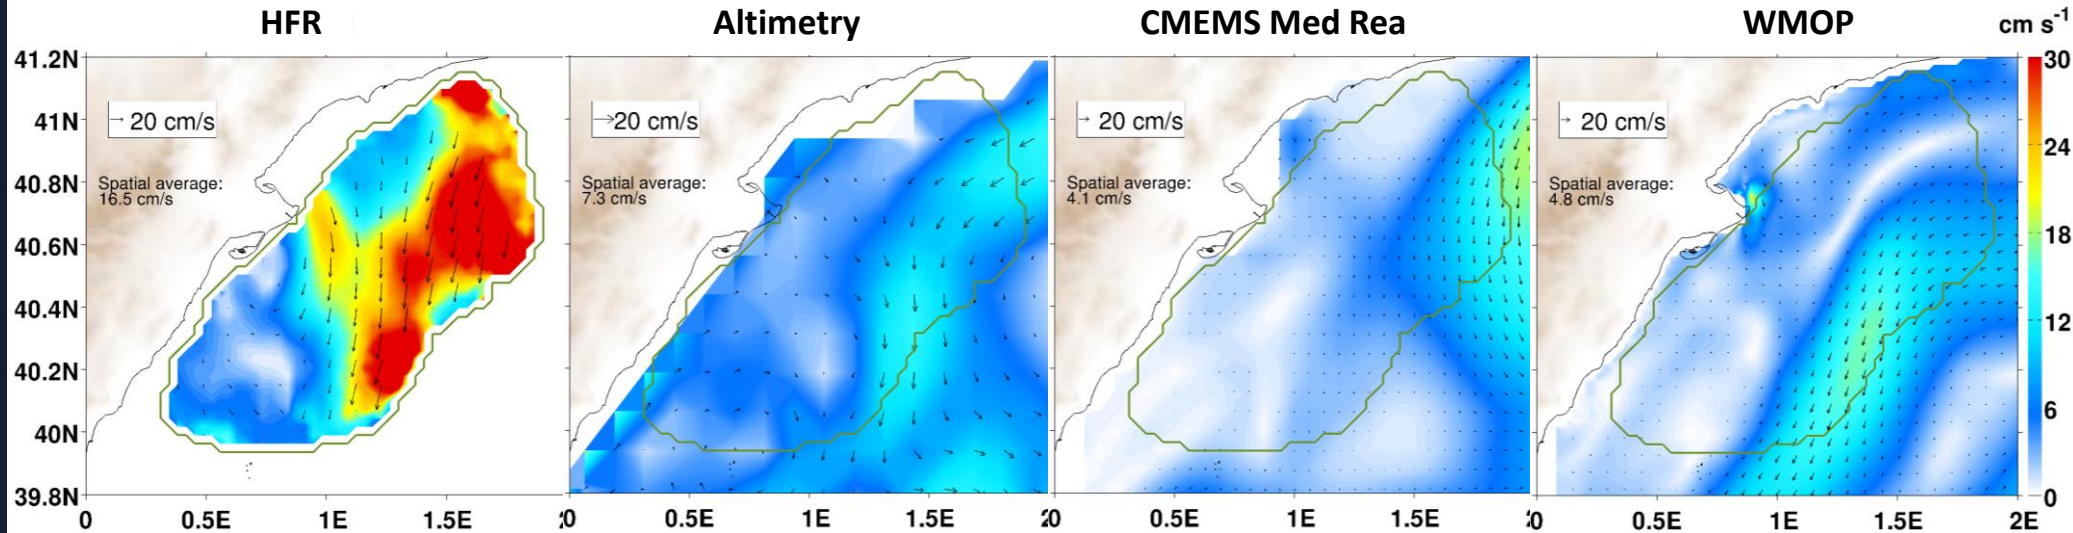 HFR
Altimetry
CMEMS Med Rea
WMOP
cm s-1
41.2N
41N
40.8N
40.6N
40.4N
40.2N
40N
39.8N
20 cm/s
Spatial average:
16.5 cm/s
0
0.5E
1E
1.5E
20 cm/s
Spatial average:
7.3 cm/s
0
0.5E
1E
1.5E
20 cm/s
Spatial average:
4.1 cm/s
0.5E
1E
1.5E
20 cm/s
Spatial average:
4.8 cm/s
0
0.5E
1E
1.5E
2E
30
24
18
12
6
0